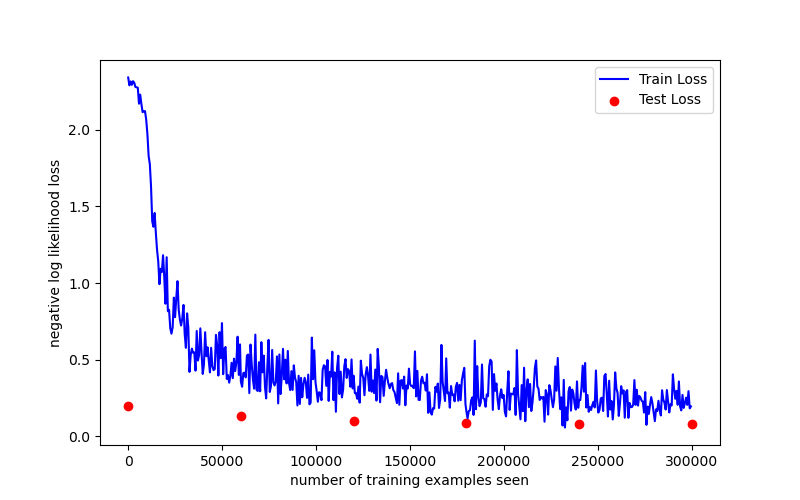 Train Loss
Test Loss
2.0
1.5
1.0
0.5
0.0
negative log likelihood loss
0 50000 100000 150000 200000 250000 300000
number of training examples seen